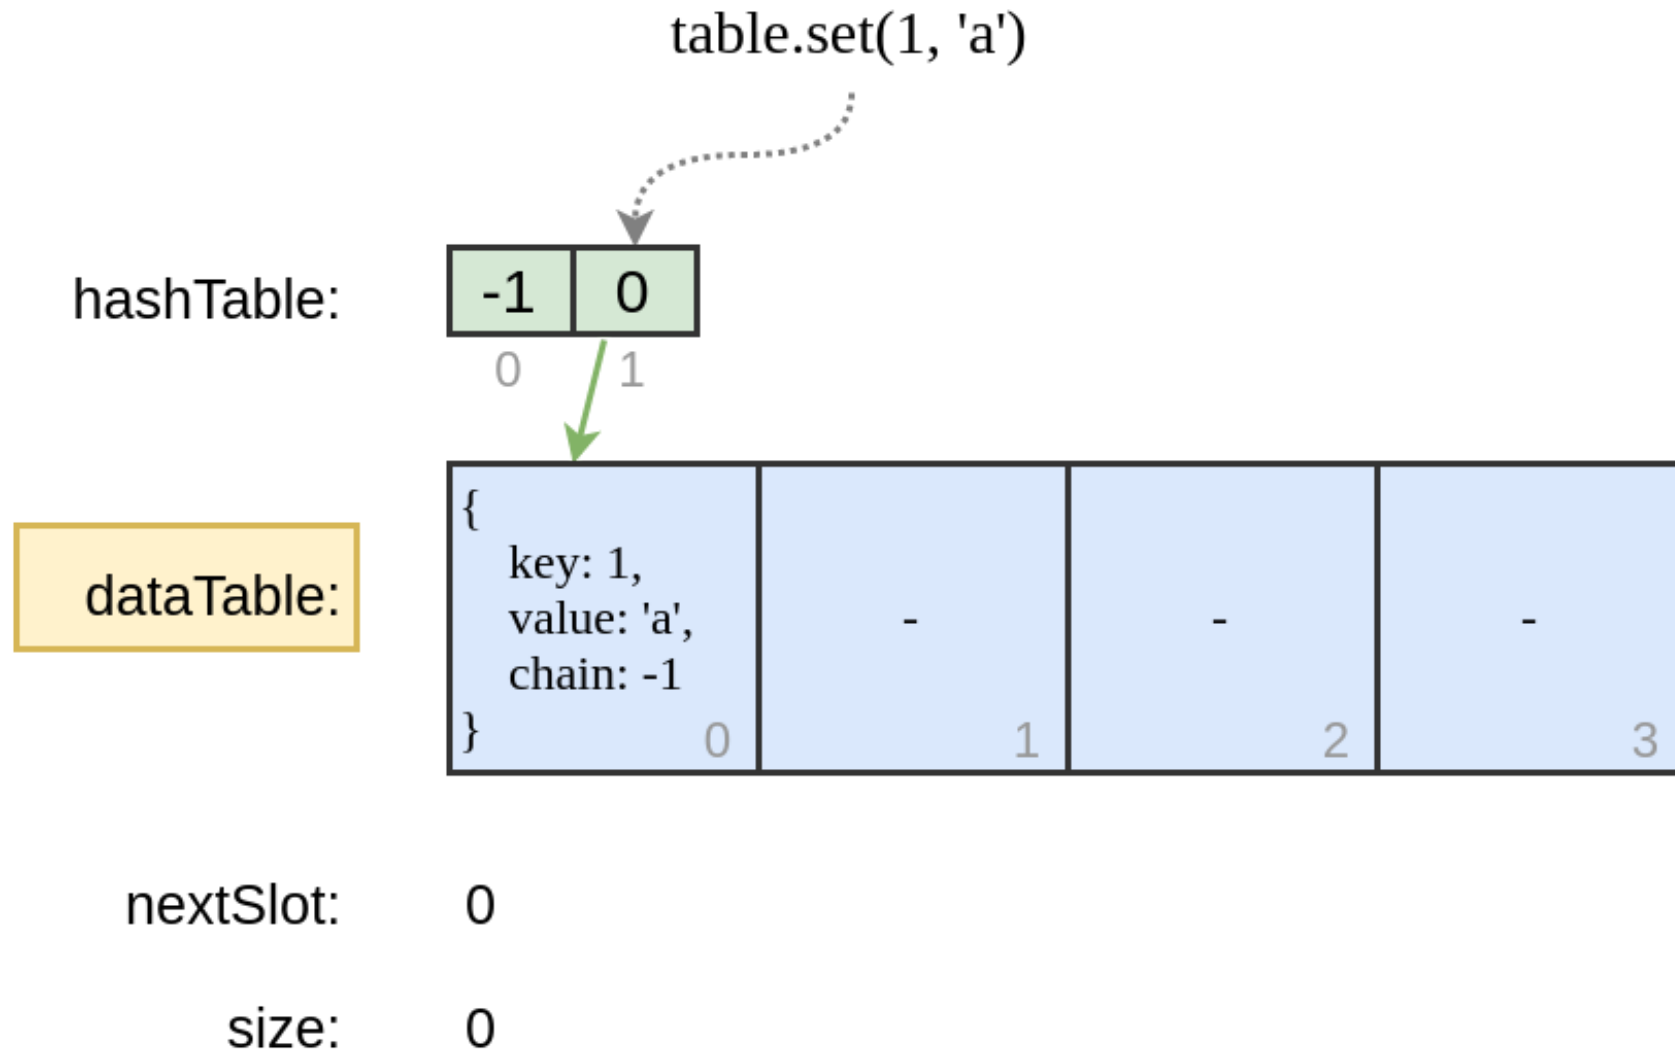 table.set(1, 'a')
hashTable:
-1 0
0 1
dataTable:
{
key: 1,
value: 'a',
chain: -1
}
- - -
0 1 2 3
nextSlot: 0
size: 0